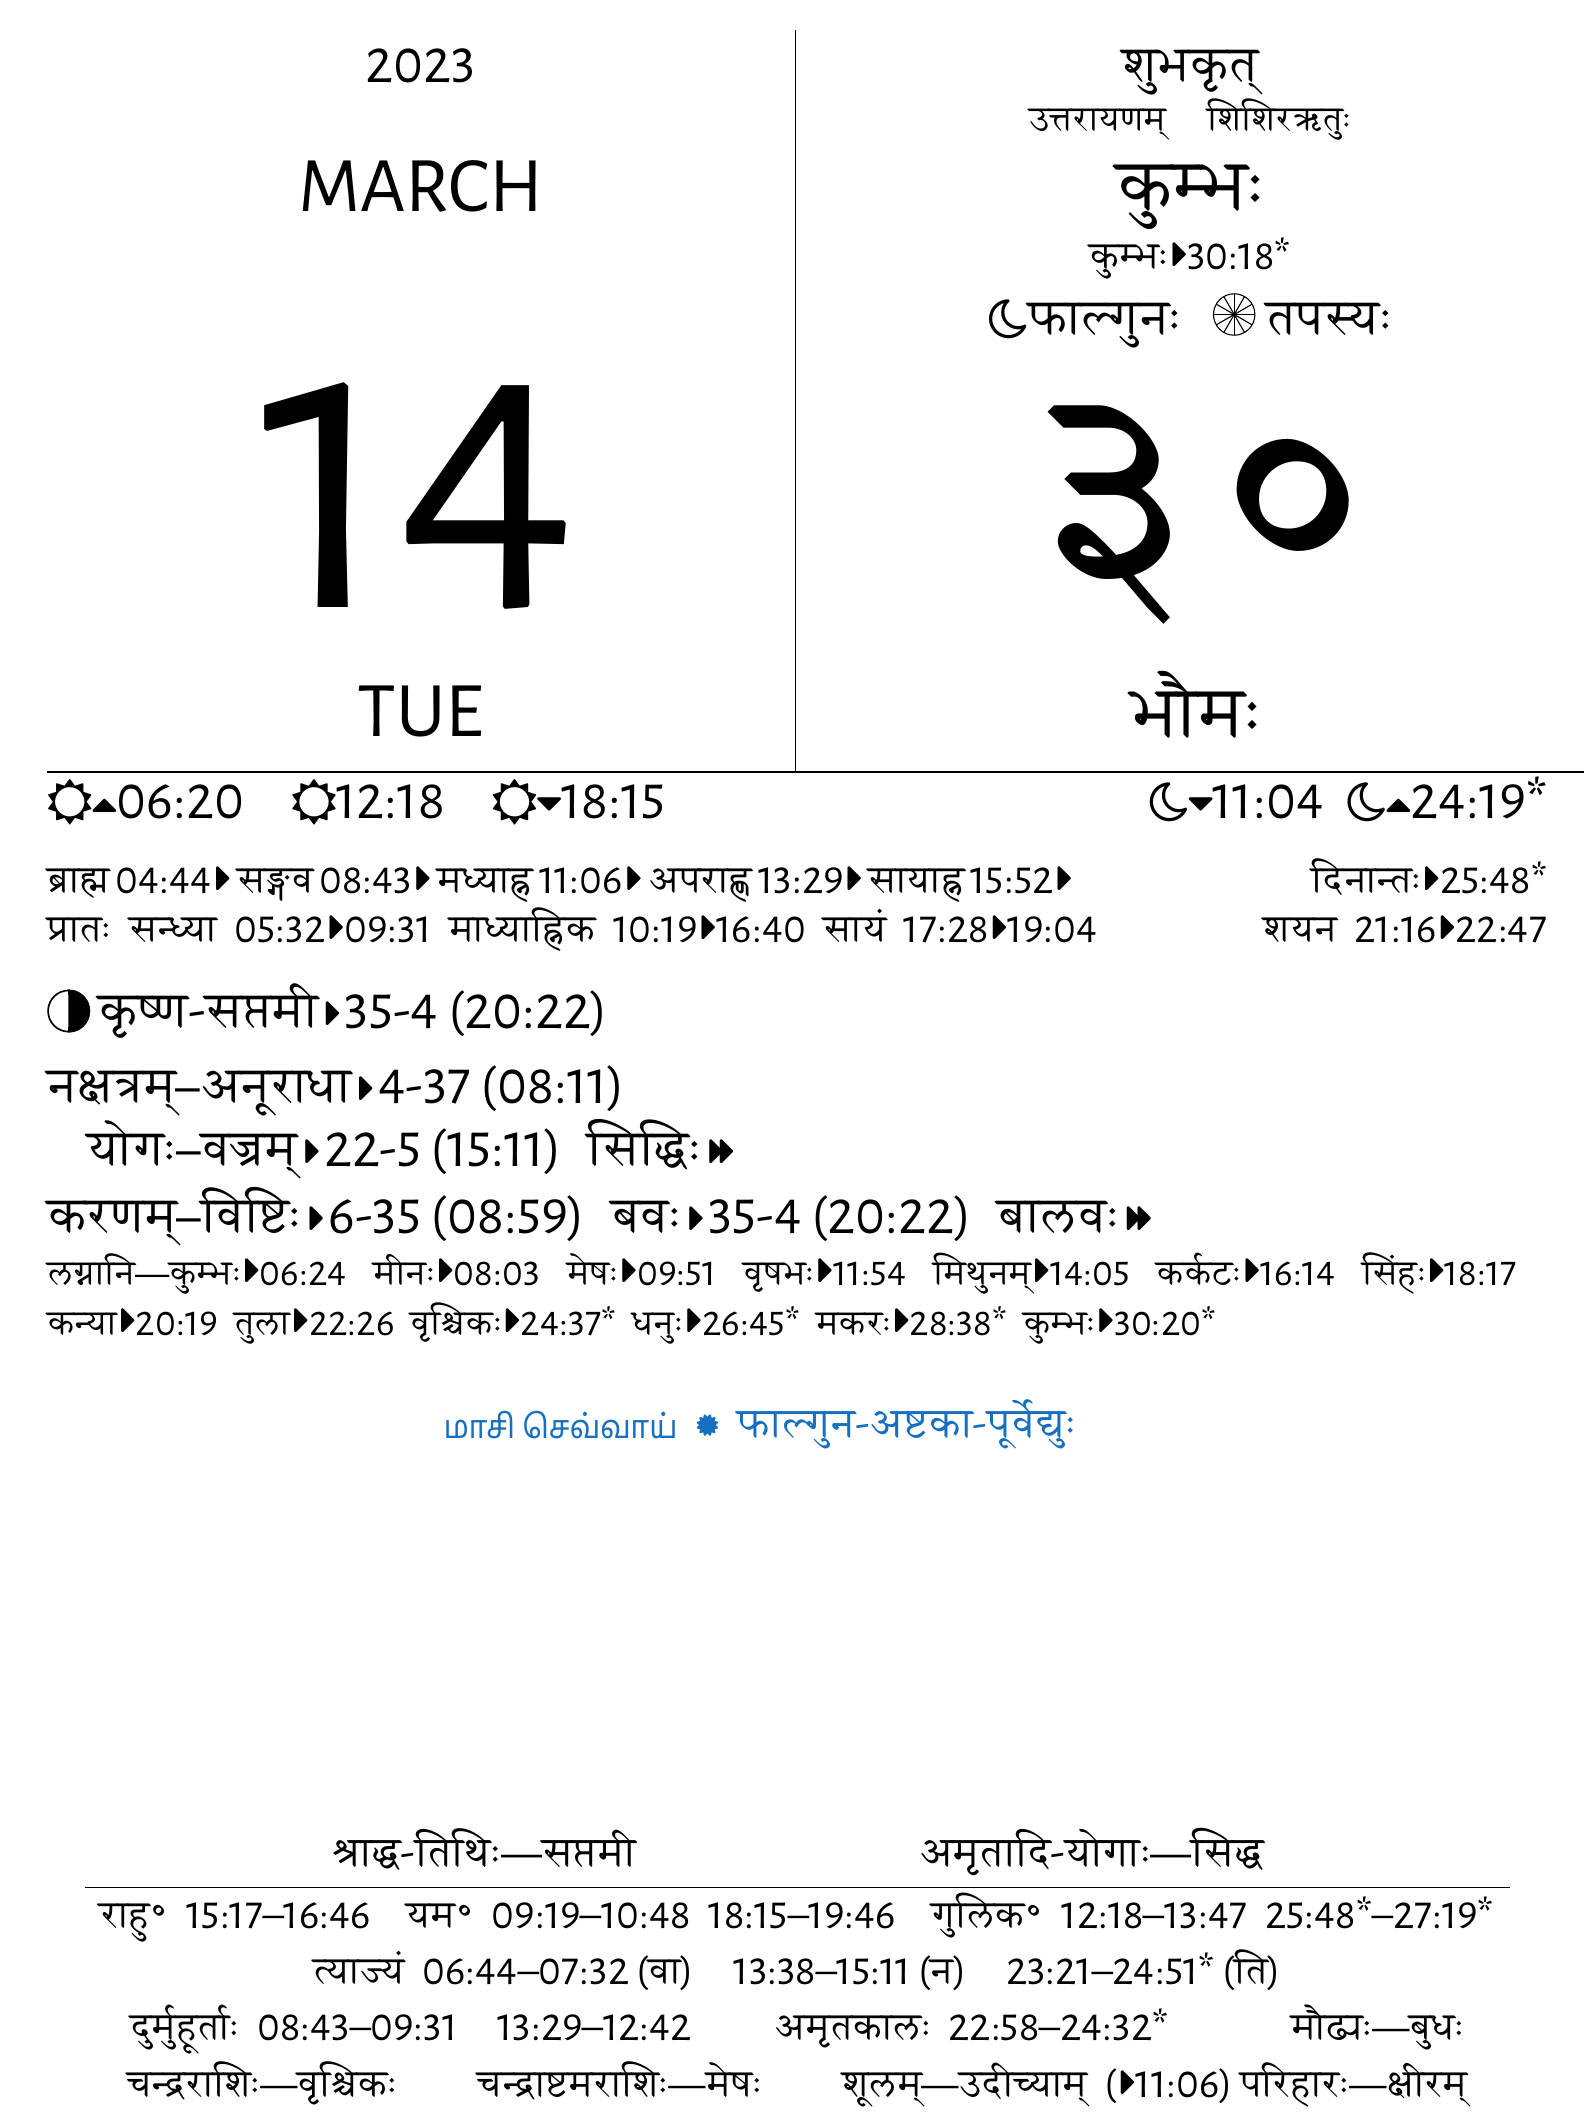 2023
MARCH
14
TUE
शुभकृत्
उत्तरायणम् शिशिरऋतुः
कुम्भः
कुम्भः⏵30:18*
फाल्गुनः तपस्यः
३०
भौमः
06:20 12:18 18:15 11:04 24:19*
ब्राह्म 04:44⏵ सङ्गव 08:43⏵ मध्याह्न 11:06⏵ अपराह्ण 13:29⏵ सायाह्न 15:52⏵ दिनान्तः⏵25:48*
प्रातः सन्ध्या 05:32⏵09:31 माध्याह्निक 10:19⏵16:40 सायं 17:28⏵19:04 शयन 21:16⏵22:47
कृष्ण-सप्तमी⏵35-4 (20:22)
नक्षत्रम्–अनूराधा⏵4-37 (08:11)
योगः–वज्रम्⏵22-5 (15:11) सिद्धिः⏩
करणम्–विष्टिः⏵6-35 (08:59) बवः⏵35-4 (20:22) बालवः⏩
लग्नानि—कुम्भः⏵06:24 मीनः⏵08:03 मेषः⏵09:51 वृषभः⏵11:54 मिथुनम्⏵14:05 कर्कटः⏵16:14 सिंहः⏵18:17
कन्या⏵20:19 तुला⏵22:26 वृश्चिकः⏵24:37* धनुः⏵26:45* मकरः⏵28:38* कुम्भः⏵30:20*
மாசி செவ்வாய் ✹ फाल्गुन-अष्टका-पूर्वेद्युः
श्राद्ध-तिथिः—सप्तमी अमृतादि-योगाः—सिद्ध
राहु॰ 15:17–16:46 यम॰ 09:19–10:48 18:15–19:46 गुलिक॰ 12:18–13:47 25:48*–27:19*
त्याज्यं 06:44–07:32 (वा) 13:38–15:11 (न) 23:21–24:51* (ति)
दुर्मुहूर्ताः 08:43–09:31 13:29–12:42 अमृतकालः 22:58–24:32* मौढ्यः—बुधः
चन्द्रराशिः—वृश्चिकः चन्द्राष्टमराशिः—मेषः शूलम्—उदीच्याम् (⏵11:06) परिहारः—क्षीरम्